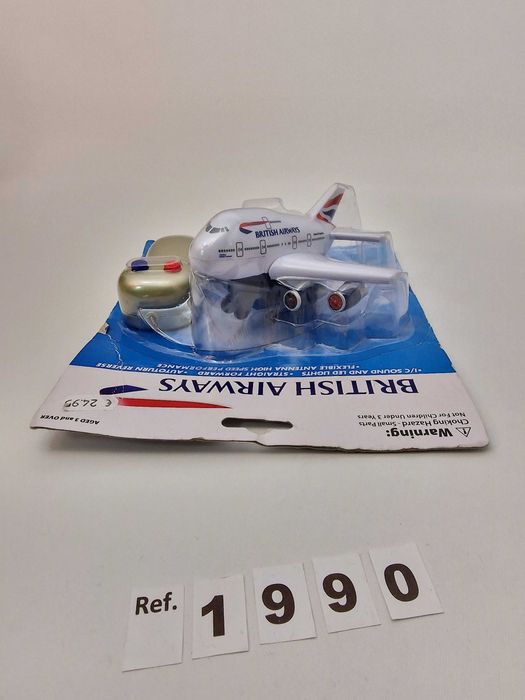 BRITISH AIRWAYS
BRITISH AIRWAYS
•I/C SOUND AND LED LIGHTS •STRAIGHT FORWARD •AUTOTURN REVERSE
•FLEXIBLE ANTENNA HIGH SPEED PERFORMANCE
€ 24.95
AGED 3 and OVER
Warning:
Choking Hazard - Small Parts
Not For Children Under 3 Years
Ref. 1990